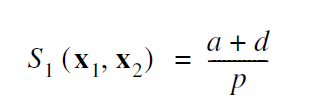 S₁ (x₁, x₂) = (a + d) / p